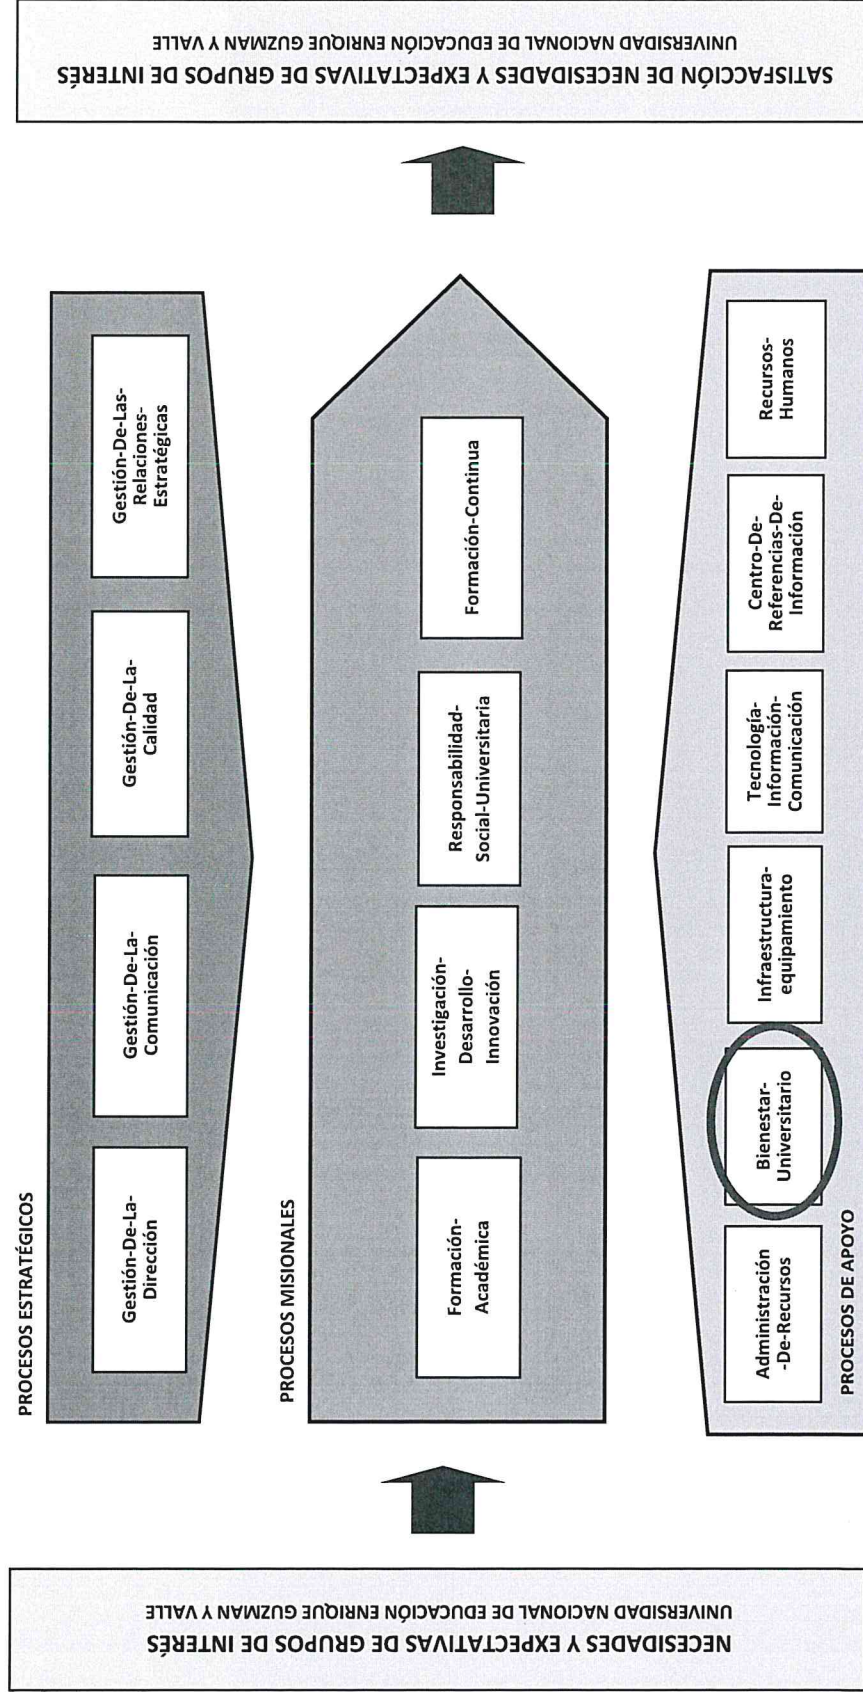 NECESIDADES Y EXPECTATIVAS DE GRUPOS DE INTERÉS
UNIVERSIDAD NACIONAL DE EDUCACIÓN ENRIQUE GUZMAN Y VALLE
PROCESOS ESTRATÉGICOS
Gestión-De-La-
Dirección
Gestión-De-La-
Comunicación
Gestión-De-La-
Calidad
Gestión-De-Las-
Relaciones-
Estratégicas
PROCESOS MISIONALES
Formación-
Académica
Investigación-
Desarrollo-
Innovación
Responsabilidad-
Social-Universitaria
Formación-Continua
Administración
-De-Recursos
Bienestar-
Universitario
Infraestructura-
equipamiento
Tecnología-
Información-
Comunicación
Centro-De-
Referencias-De-
Información
Recursos-
Humanos
PROCESOS DE APOYO
SATISFACCIÓN DE NECESIDADES Y EXPECTATIVAS DE GRUPOS DE INTERÉS
UNIVERSIDAD NACIONAL DE EDUCACIÓN ENRIQUE GUZMAN Y VALLE